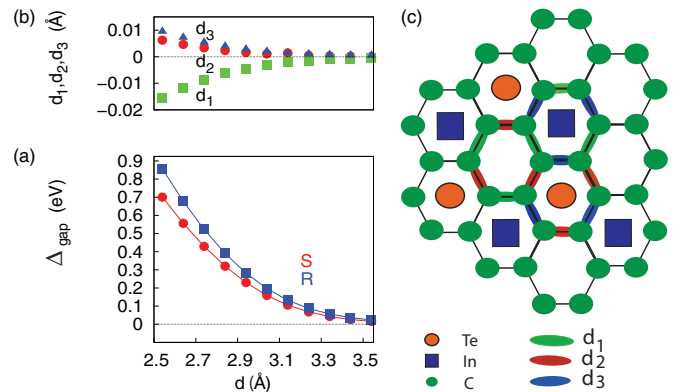 (b)
d₁,d₂,d₃ (Å)
0.01
0
−0.01
−0.02
d₃
d₂
d₁
(a)
Δgap (eV)
0.9
0.8
0.7
0.6
0.5
0.4
0.3
0.2
0.1
0
S
R
2.5 2.7 2.9 3.1 3.3 3.5
d (Å)
(c)
Te d₁
In d₂
C d₃